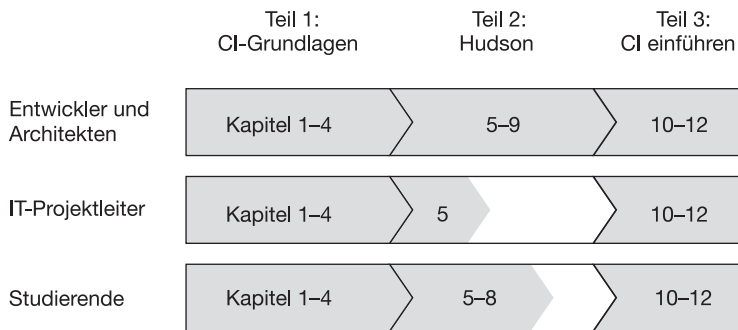 Teil 1:
CI-Grundlagen
Teil 2:
Hudson
Teil 3:
CI einführen
Entwickler und
Architekten
Kapitel 1–4
5–9
10–12
IT-Projektleiter
Kapitel 1–4
5
10–12
Studierende
Kapitel 1–4
5–8
10–12